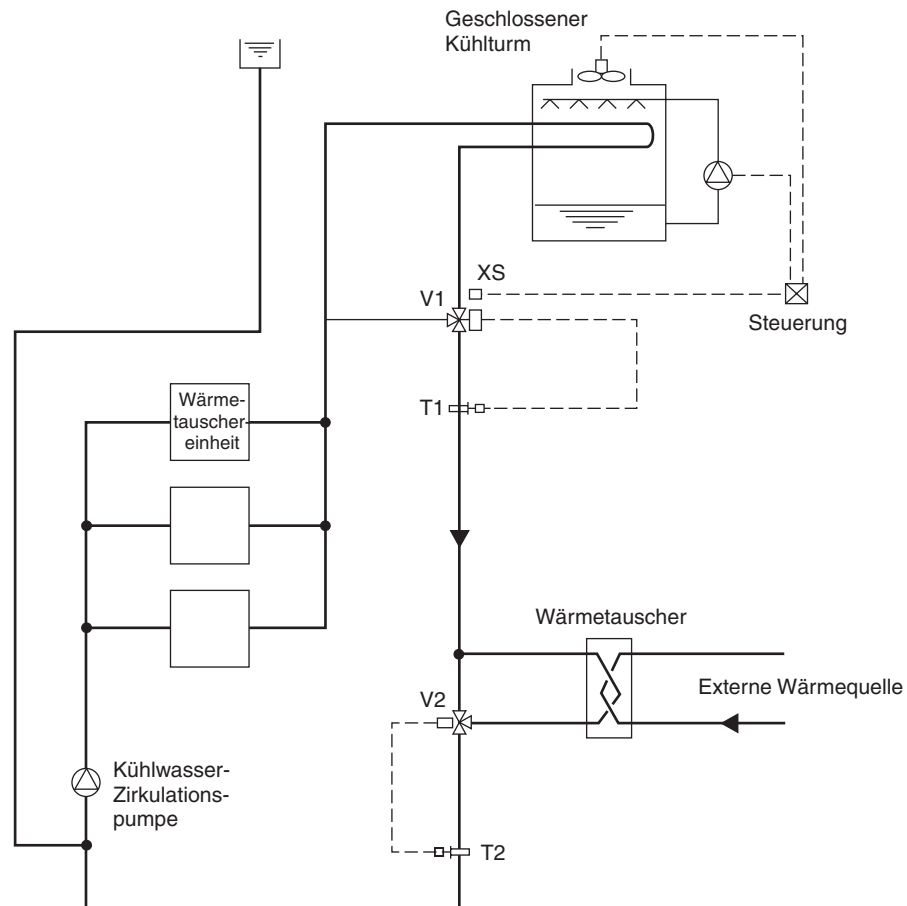 Geschlossener
Kühlturm
XS
V1
Steuerung
T1
Wärme-
tauscher-
einheit
Wärmetauscher
Externe Wärmequelle
V2
Kühlwasser-
Zirkulations-
pumpe
T2